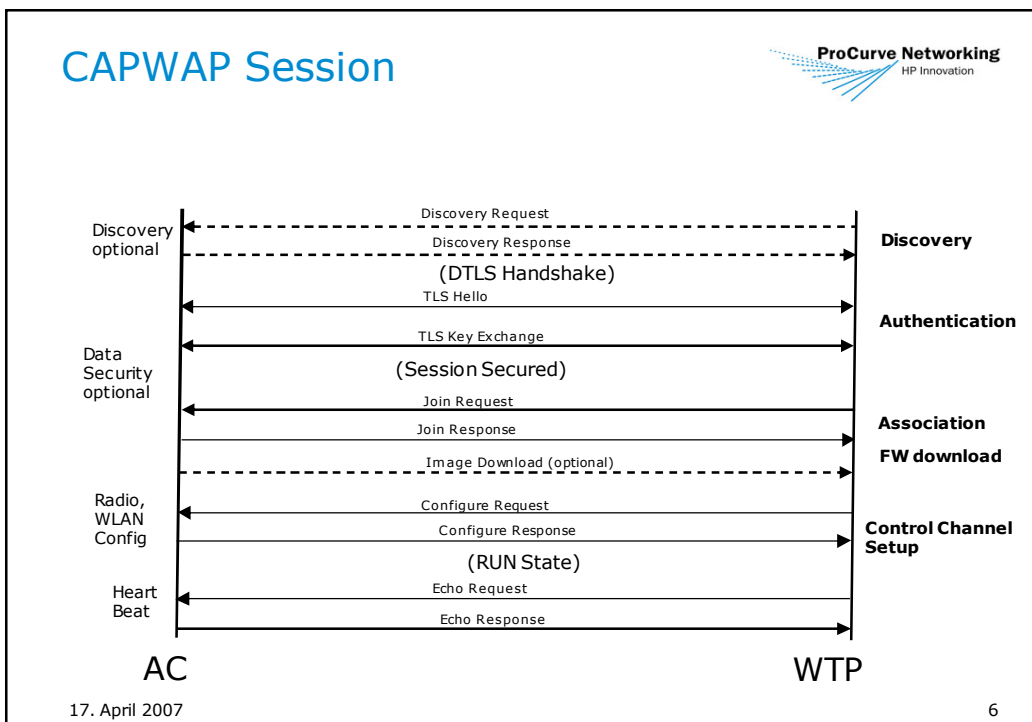 CAPWAP Session
ProCurve Networking
HP Innovation
Discovery
optional
Discovery Request
Discovery Response
Discovery
(DTLS Handshake)
TLS Hello
Authentication
TLS Key Exchange
Data
Security
optional
(Session Secured)
Join Request
Association
Join Response
FW download
Image Download (optional)
Radio,
WLAN
Config
Configure Request
Configure Response
Control Channel
Setup
(RUN State)
Heart
Beat
Echo Request
Echo Response
AC
WTP
17. April 2007
6